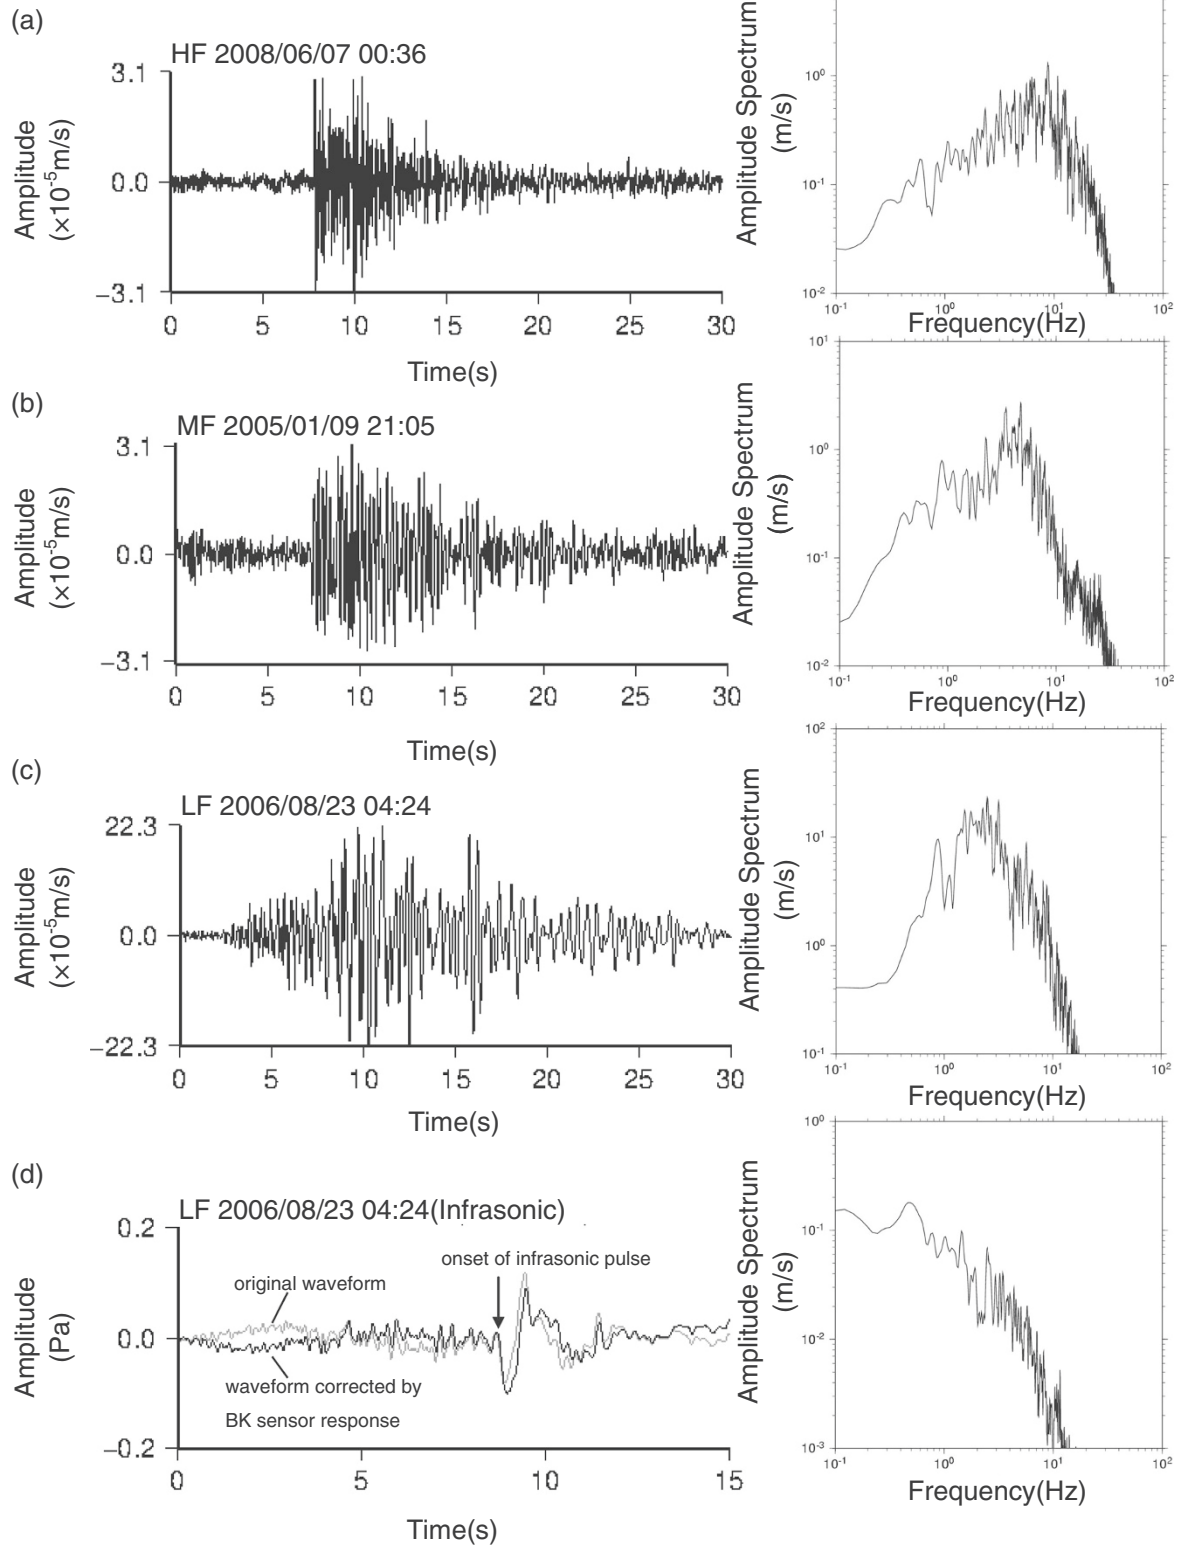 (a)
HF 2008/06/07 00:36
3.1
0.0
−3.1
Amplitude
(×10⁻⁵m/s)
0 5 10 15 20 25 30
Time(s)
Amplitude Spectrum
(m/s)
10⁰
10⁻¹
10⁻²
10⁻¹ 10⁰ 10¹ 10²
Frequency(Hz)
(b)
MF 2005/01/09 21:05
3.1
0.0
−3.1
Amplitude
(×10⁻⁵m/s)
0 5 10 15 20 25 30
Time(s)
Amplitude Spectrum
(m/s)
10¹
10⁰
10⁻¹
10⁻²
10⁻¹ 10⁰ 10¹ 10²
Frequency(Hz)
(c)
LF 2006/08/23 04:24
22.3
0.0
−22.3
Amplitude
(×10⁻⁵m/s)
0 5 10 15 20 25 30
Time(s)
Amplitude Spectrum
(m/s)
10²
10¹
10⁰
10⁻¹
10⁻¹ 10⁰ 10¹ 10²
Frequency(Hz)
(d)
LF 2006/08/23 04:24(Infrasonic)
0.2
0.0
−0.2
Amplitude
(Pa)
onset of infrasonic pulse
original waveform
waveform corrected by
BK sensor response
0 5 10 15
Time(s)
Amplitude Spectrum
(m/s)
10⁰
10⁻¹
10⁻²
10⁻³
10⁻¹ 10⁰ 10¹ 10²
Frequency(Hz)